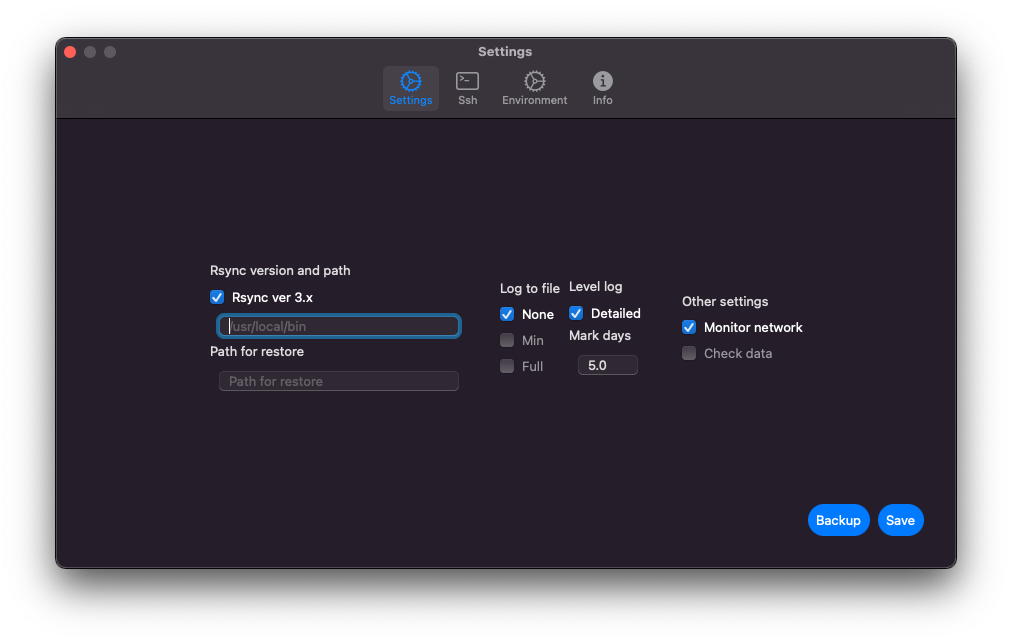 Settings
Settings
Ssh
Environment
Info
Rsync version and path
Rsync ver 3.x
/usr/local/bin
Path for restore
Path for restore
Log to file
None
Min
Full
Level log
Detailed
Mark days
5.0
Other settings
Monitor network
Check data
Backup
Save